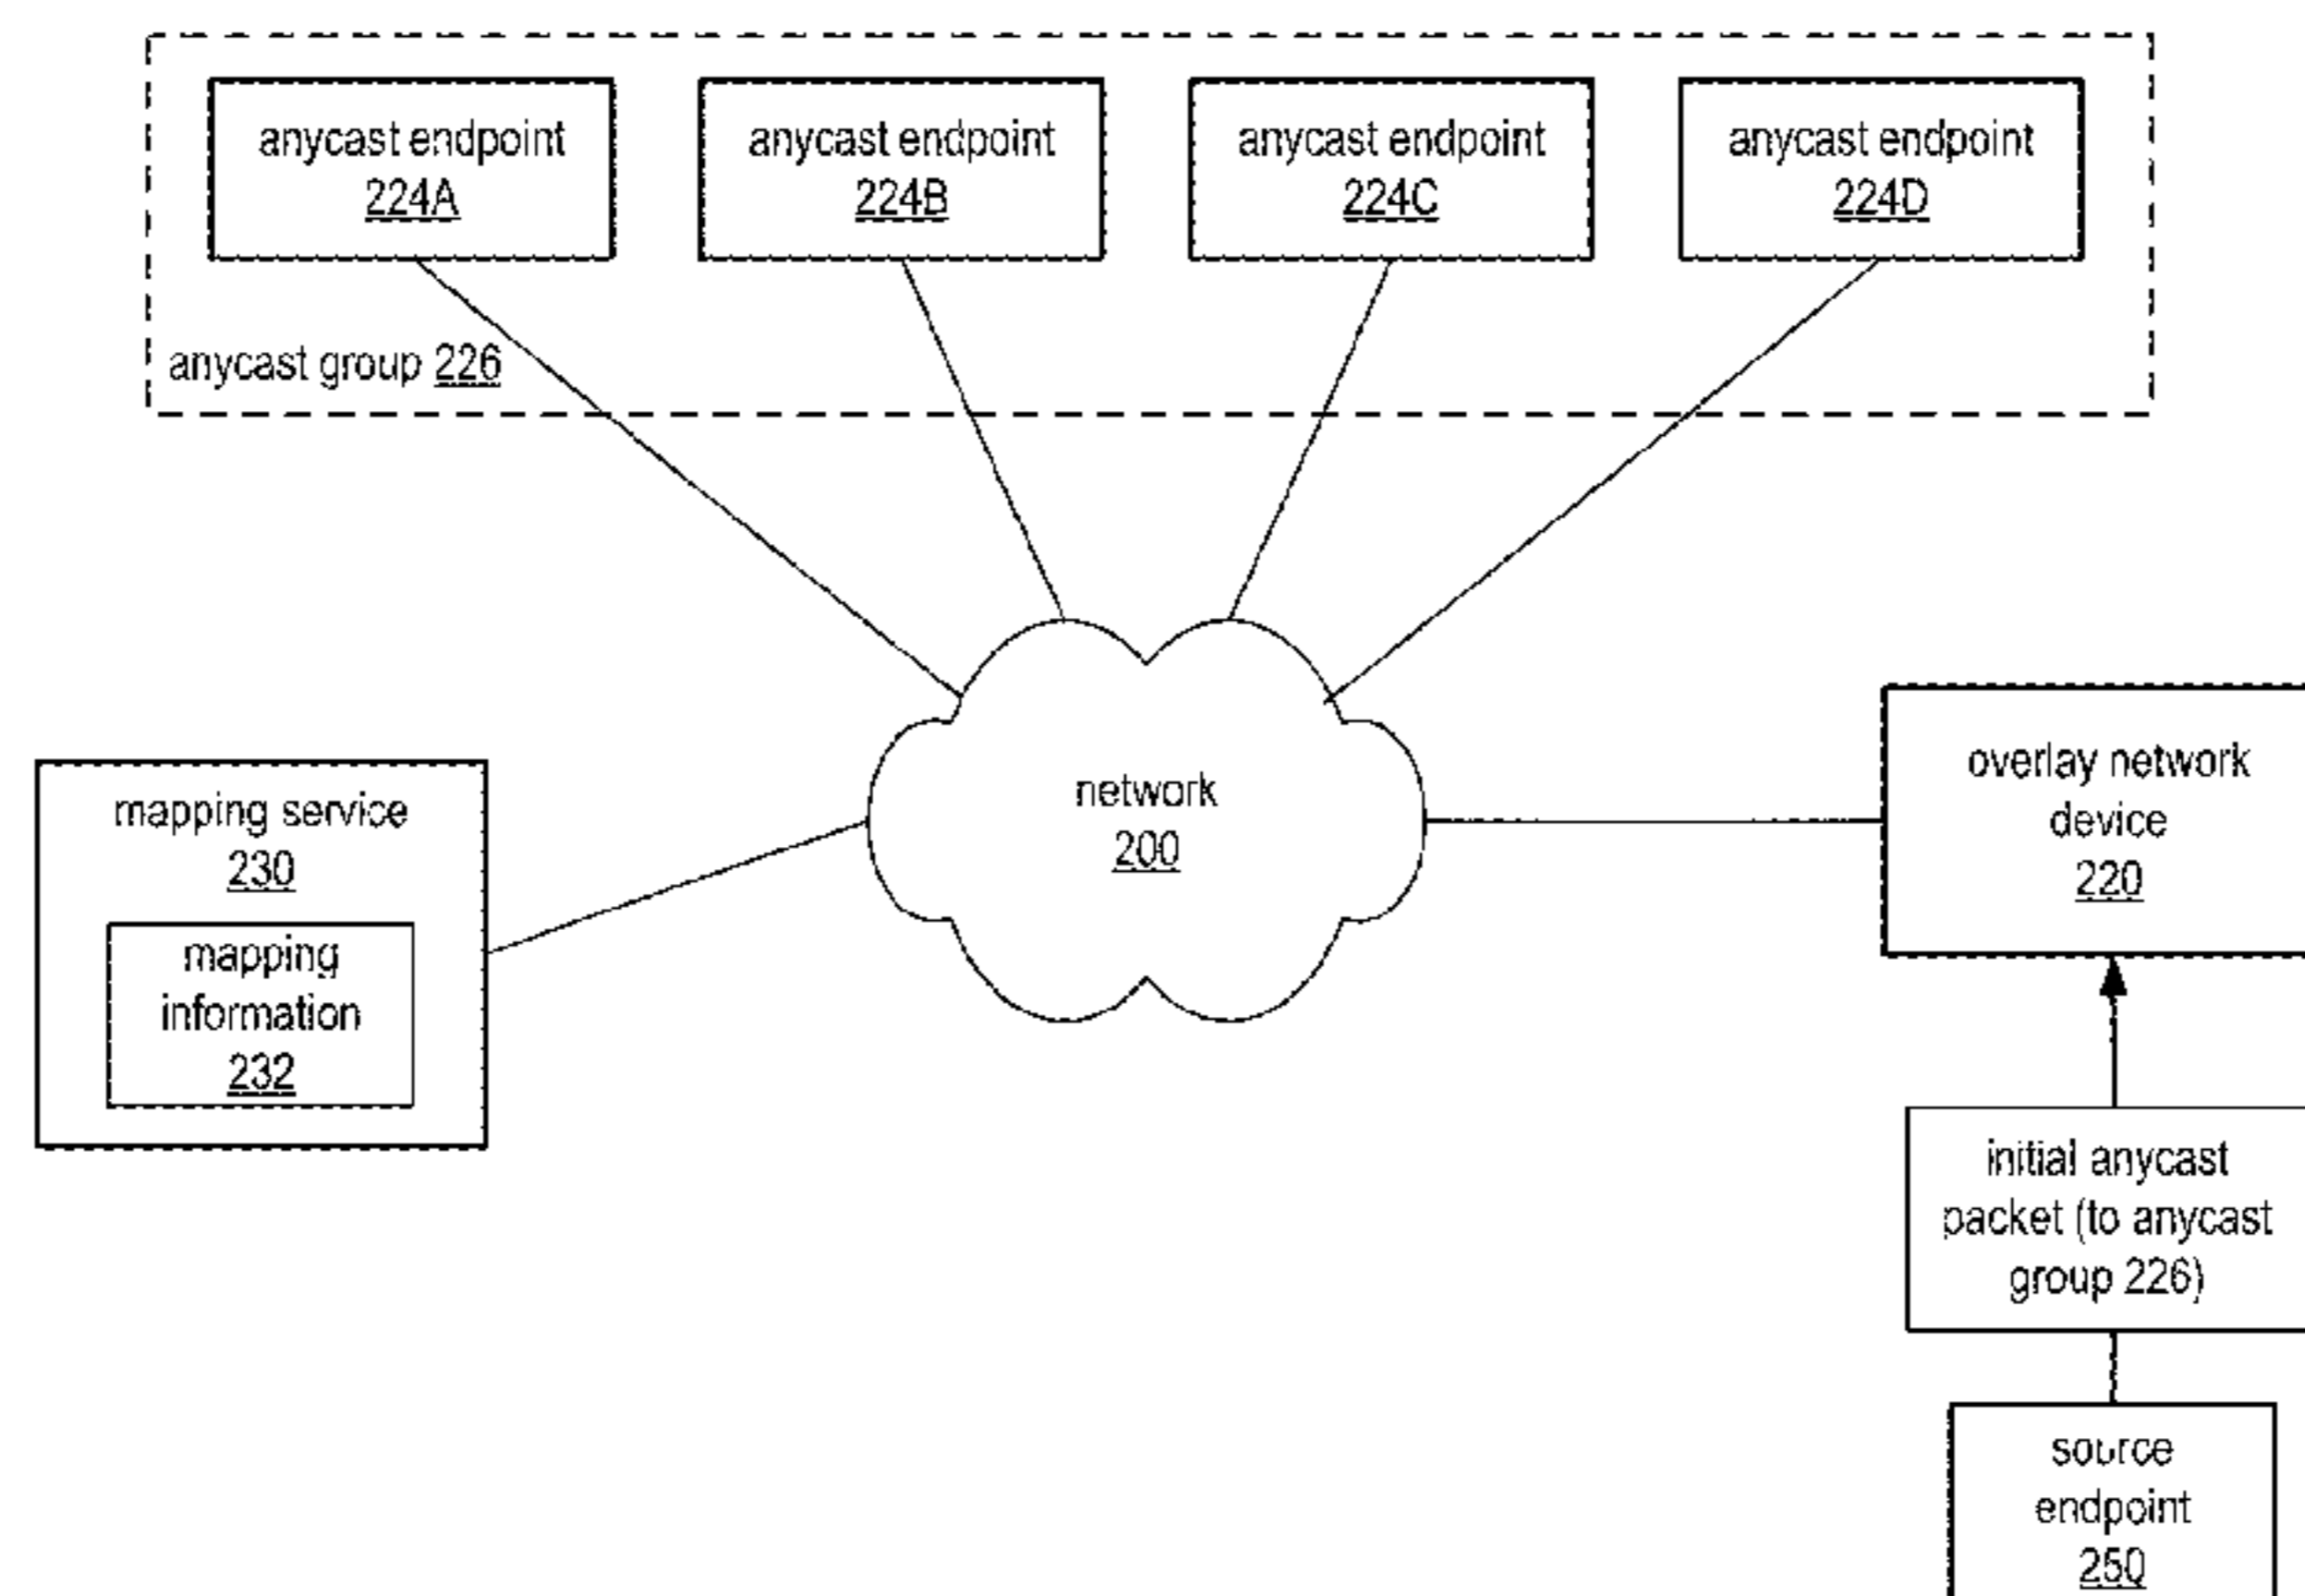 anycast endpoint
224A
anycast endpoint
224B
anycast endpoint
224C
anycast endpoint
224D
anycast group 226
network
200
overlay network
device
220
mapping service
230
mapping
information
232
initial anycast
packet (to anycast
group 226)
source
endpoint
250